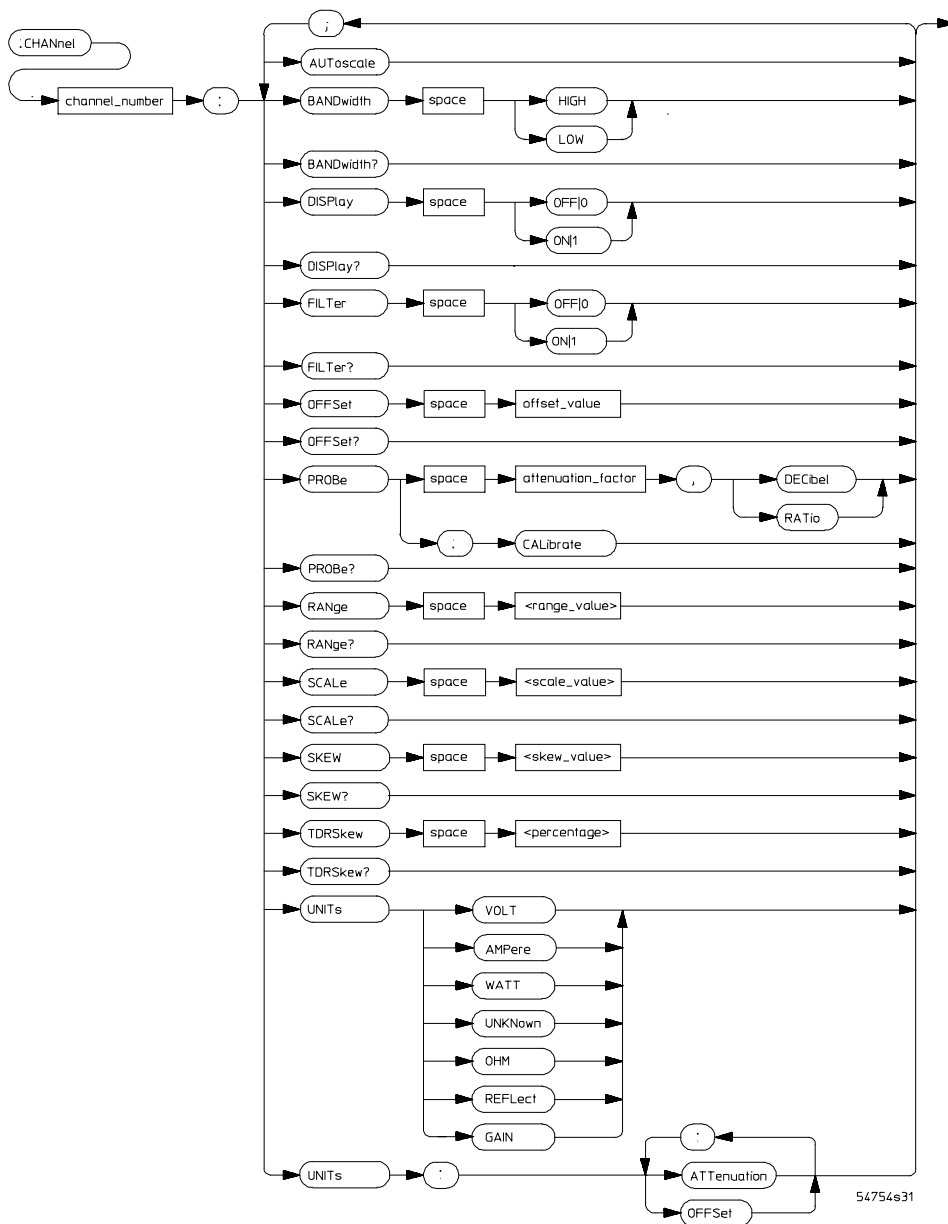 ;
:CHANnel
AUToscale
channel_number :
BANDwidth space HIGH
LOW
BANDwidth?
DISPlay space OFF|0
ON|1
DISPlay?
FILTer space OFF|0
ON|1
FILTer?
OFFSet space offset_value
OFFSet?
PROBe space attenuation_factor , DECibel
RATio
: CALibrate
PROBe?
RANge space <range_value>
RANge?
SCALe space <scale_value>
SCALe?
SKEW space <skew_value>
SKEW?
TDRSkew space <percentage>
TDRSkew?
UNITs VOLT
AMPere
WATT
UNKNown
OHM
REFLect
GAIN
:
UNITs : ATTenuation
OFFSet
54754s31